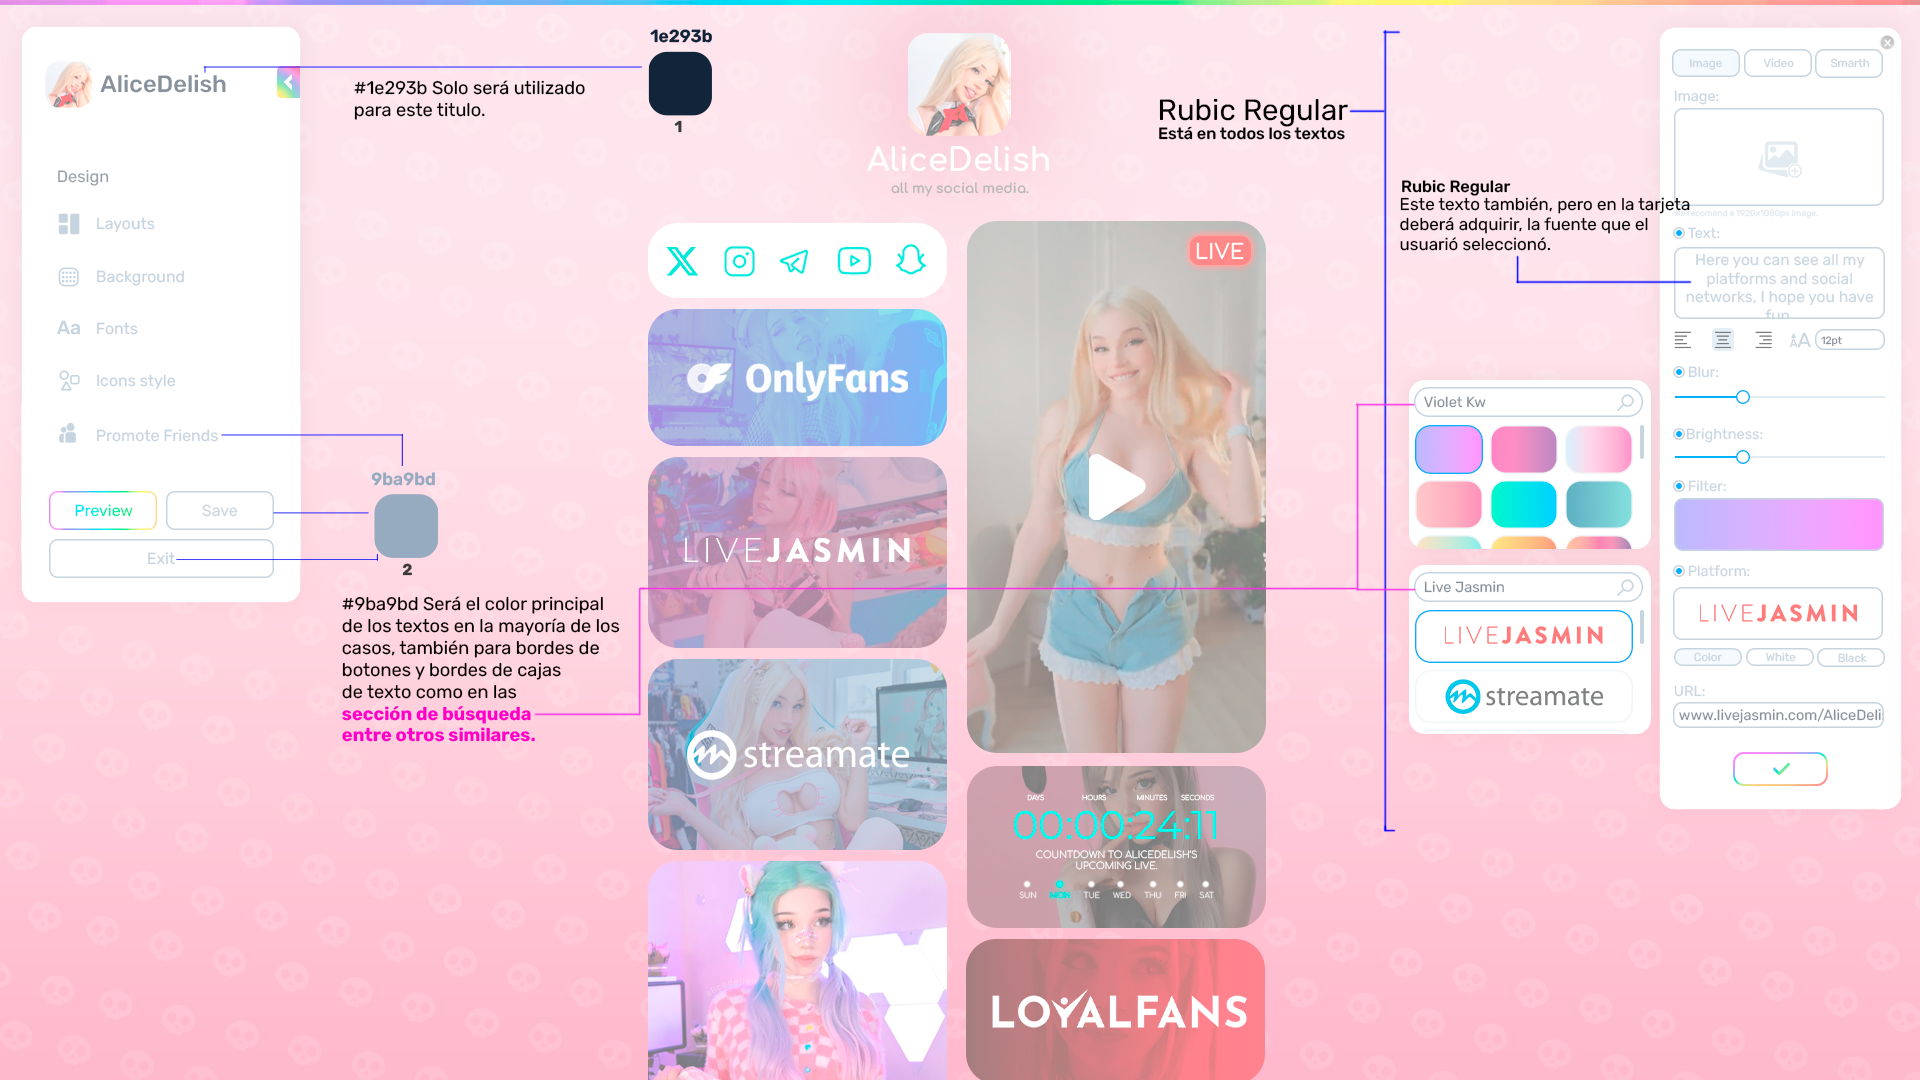 AliceDelish
Design
Layouts
Background
Aa Fonts
Icons style
Promote Friends
Preview
Save
Exit
#1e293b Solo será utilizado
para este titulo.
1e293b
1
9ba9bd
2
#9ba9bd Será el color principal
de los textos en la mayoría de los
casos, también para bordes de
botones y bordes de cajas
de texto como en las
sección de búsqueda
entre otros similares.
AliceDelish
all my social media.
OnlyFans
LIVEJASMIN
streamate
LIVE
DAYS HOURS MINUTES SECONDS
00:00:24:11
COUNTDOWN TO ALICEDELISH'S
UPCOMING LIVE.
SUN MON TUE WED THU FRI SAT
LOYALFANS
Rubic Regular
Está en todos los textos
Rubic Regular
Este texto también, pero en la tarjeta
deberá adquirir, la fuente que el
usuarió seleccionó.
Violet Kw
Live Jasmin
LIVEJASMIN
streamate
Image
Video
Smarth
Image:
We recomend a 1920x1080px image.
Text:
Here you can see all my
platforms and social
networks, I hope you have
fun
AA 12pt
Blur:
Brightness:
Filter:
Platform:
LIVEJASMIN
Color
White
Black
URL:
www.livejasmin.com/AliceDeli